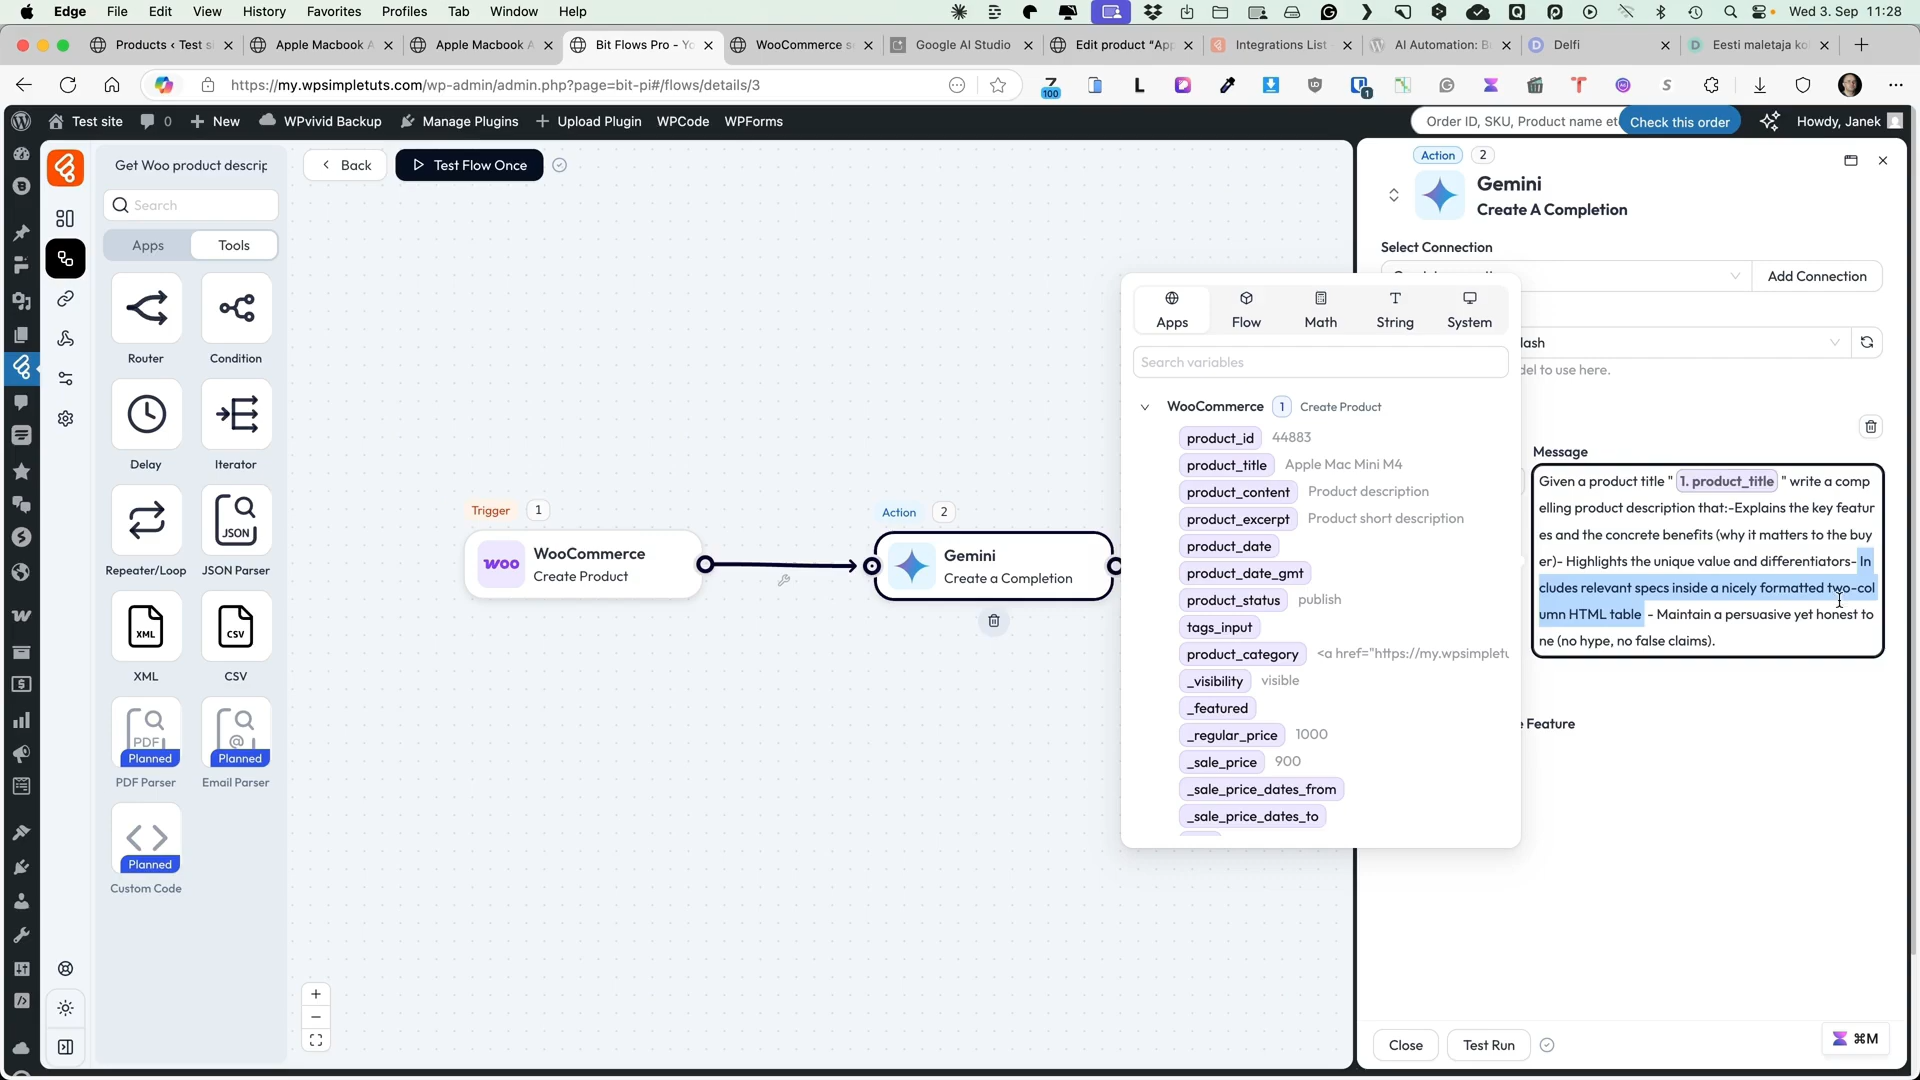 Edge File Edit View History Favorites Profiles Tab Window Help
Wed 3. Sep 11:28
Products ‹ Test si
Apple Macbook A
Apple Macbook A
Bit Flows Pro - Yo
WooCommerce s
Google AI Studio
Edit product "App
Integrations List
AI Automation: Bu
Delfi
Eesti maletaja ko
https://my.wpsimpletuts.com/wp-admin/admin.php?page=bit-pi#/flows/details/3
100
1
Test site
0
New
WPvivid Backup
Manage Plugins
Upload Plugin
WPCode
WPForms
Order ID, SKU, Product name et
Check this order
Howdy, Janek
Get Woo product descrip
Search
Apps
Tools
Router
Condition
Delay
Iterator
JSON
Repeater/Loop
JSON Parser
XML
CSV
XML
CSV
PDF
Planned
Planned
PDF Parser
Email Parser
Planned
Custom Code
Back
Test Flow Once
Trigger 1
woo
WooCommerce
Create Product
Action 2
Gemini
Create a Completion
Apps
Flow
Math
String
System
Search variables
WooCommerce 1 Create Product
product_id 44883
product_title Apple Mac Mini M4
product_content Product description
product_excerpt Product short description
product_date
product_date_gmt
product_status publish
tags_input
product_category <a href="https://my.wpsimpletu
_visibility visible
_featured
_regular_price 1000
_sale_price 900
_sale_price_dates_from
_sale_price_dates_to
Action 2
Gemini
Create A Completion
Select Connection
Add Connection
lash
del to use here.
Message
Given a product title " 1. product_title " write a comp
elling product description that:-Explains the key featur
es and the concrete benefits (why it matters to the buy
er)- Highlights the unique value and differentiators- In
cludes relevant specs inside a nicely formatted two-col
umn HTML table - Maintain a persuasive yet honest to
ne (no hype, no false claims).
Feature
Close
Test Run
⌘M